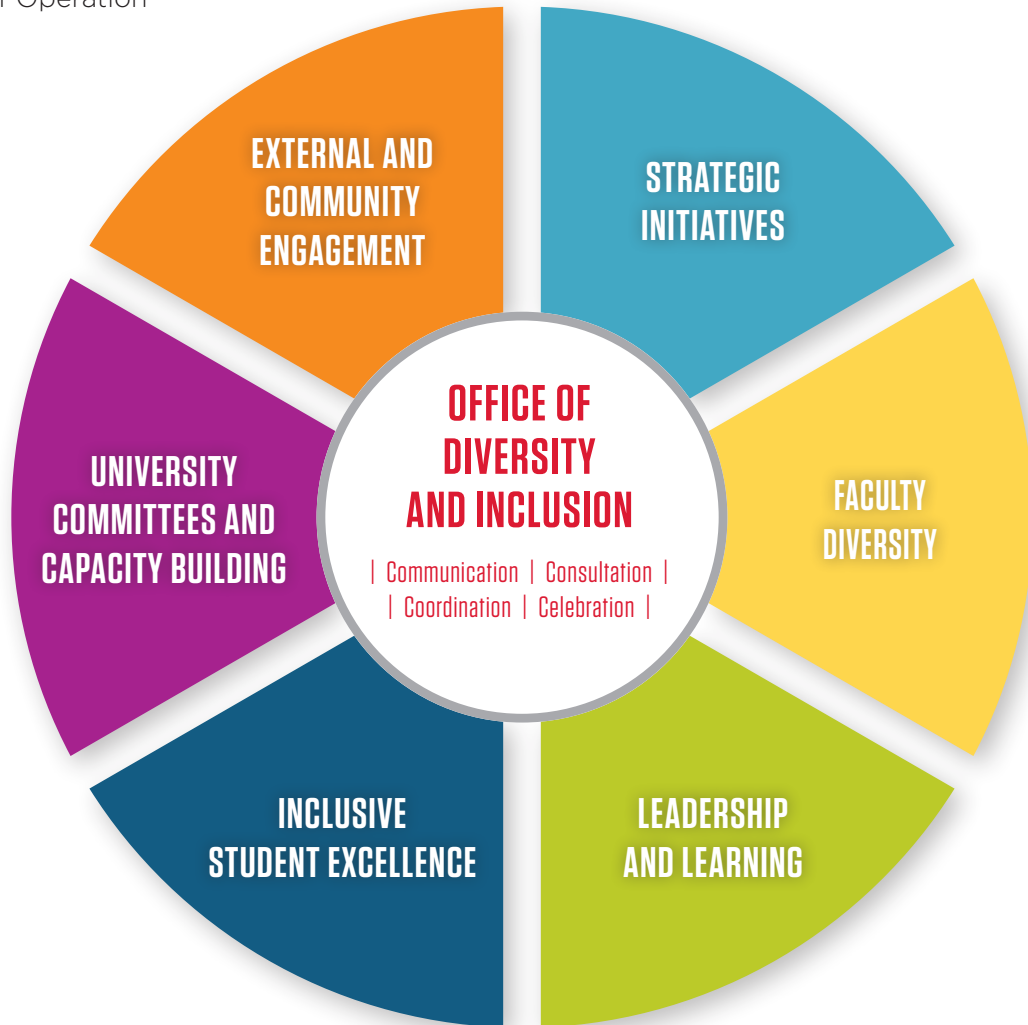 Operation
EXTERNAL AND
COMMUNITY
ENGAGEMENT
STRATEGIC
INITIATIVES
OFFICE OF
DIVERSITY
AND INCLUSION
| Communication | Consultation |
| Coordination | Celebration |
UNIVERSITY
COMMITTEES AND
CAPACITY BUILDING
FACULTY
DIVERSITY
INCLUSIVE
STUDENT EXCELLENCE
LEADERSHIP
AND LEARNING